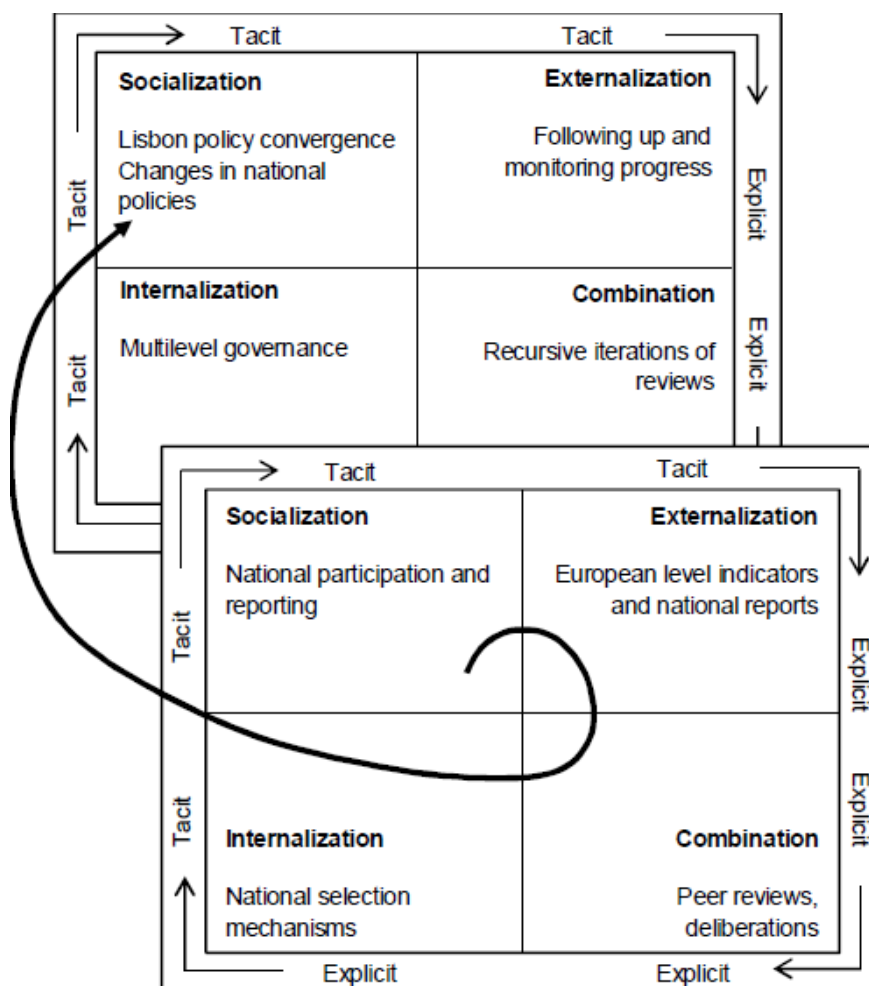 Tacit
Tacit
Socialization
Lisbon policy convergence
Changes in national
policies
Externalization
Following up and
monitoring progress
Tacit
Explicit
Internalization
Multilevel governance
Combination
Recursive iterations of
reviews
Tacit
Explicit
Tacit
Tacit
Socialization
National participation and
reporting
Externalization
European level indicators
and national reports
Tacit
Explicit
Internalization
National selection
mechanisms
Combination
Peer reviews,
deliberations
Tacit
Explicit
Explicit
Explicit